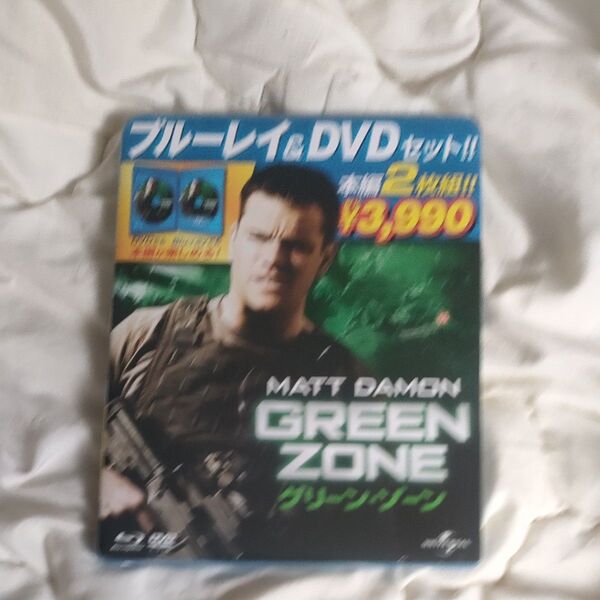 ブルーレイ&DVDセット!!
本編2枚組!!
¥3,990
MATT DAMON
GREEN
ZONE
グリーン・ゾーン